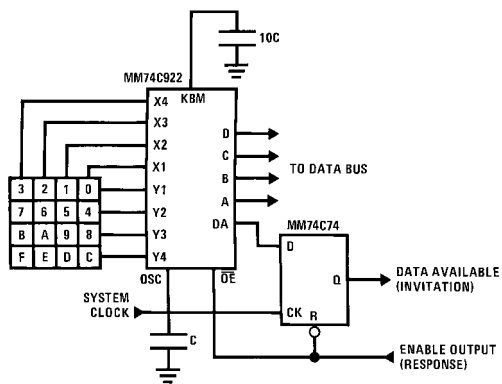 10C
MM74C922
KBM
X4
X3
X2
X1
Y1
Y2
Y3
Y4
D
C
B
A
DA
TO DATA BUS
3 2 1 0
7 6 5 4
B A 9 8
F E D C
OSC
OE
MM74C74
D
Q
CK R
DATA AVAILABLE
(INVITATION)
SYSTEM
CLOCK
C
ENABLE OUTPUT
(RESPONSE)